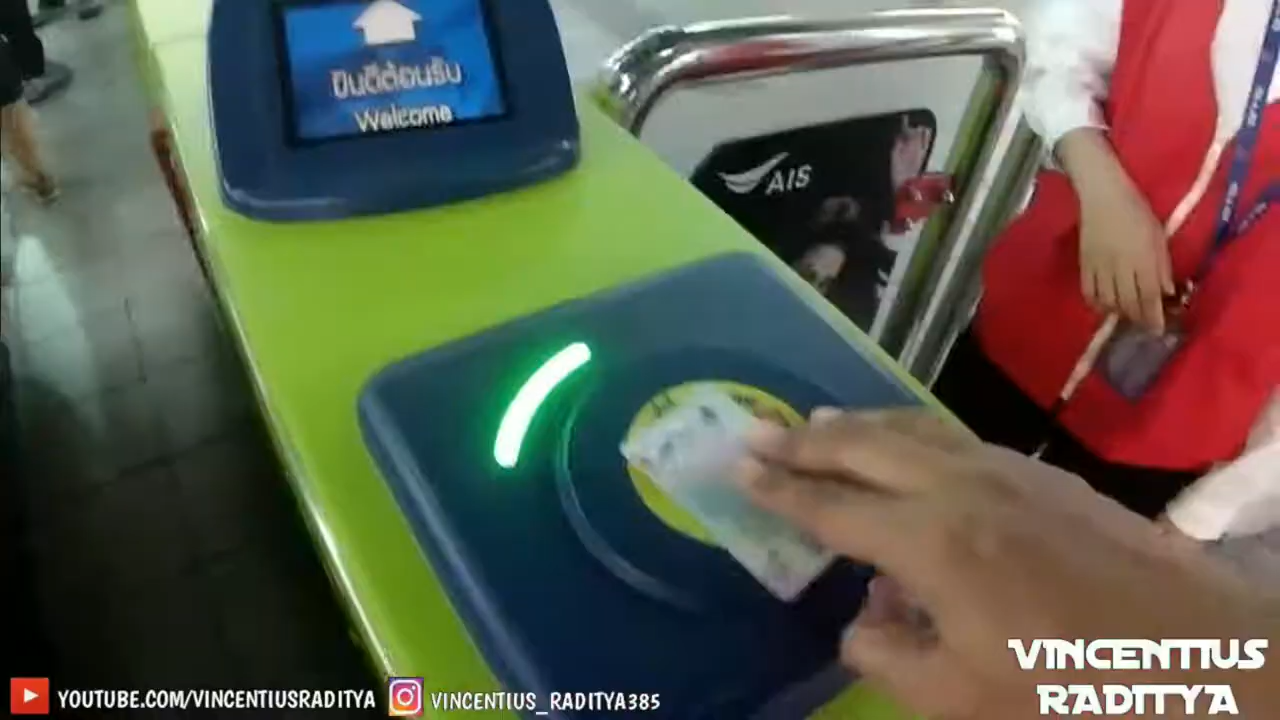 ยินดีต้อนรับ
Welcome
AIS
YOUTUBE.COM/VINCENTIUSRADITYA
VINCENTIUS_RADITYA385
VINCENTIUS
RADITYA